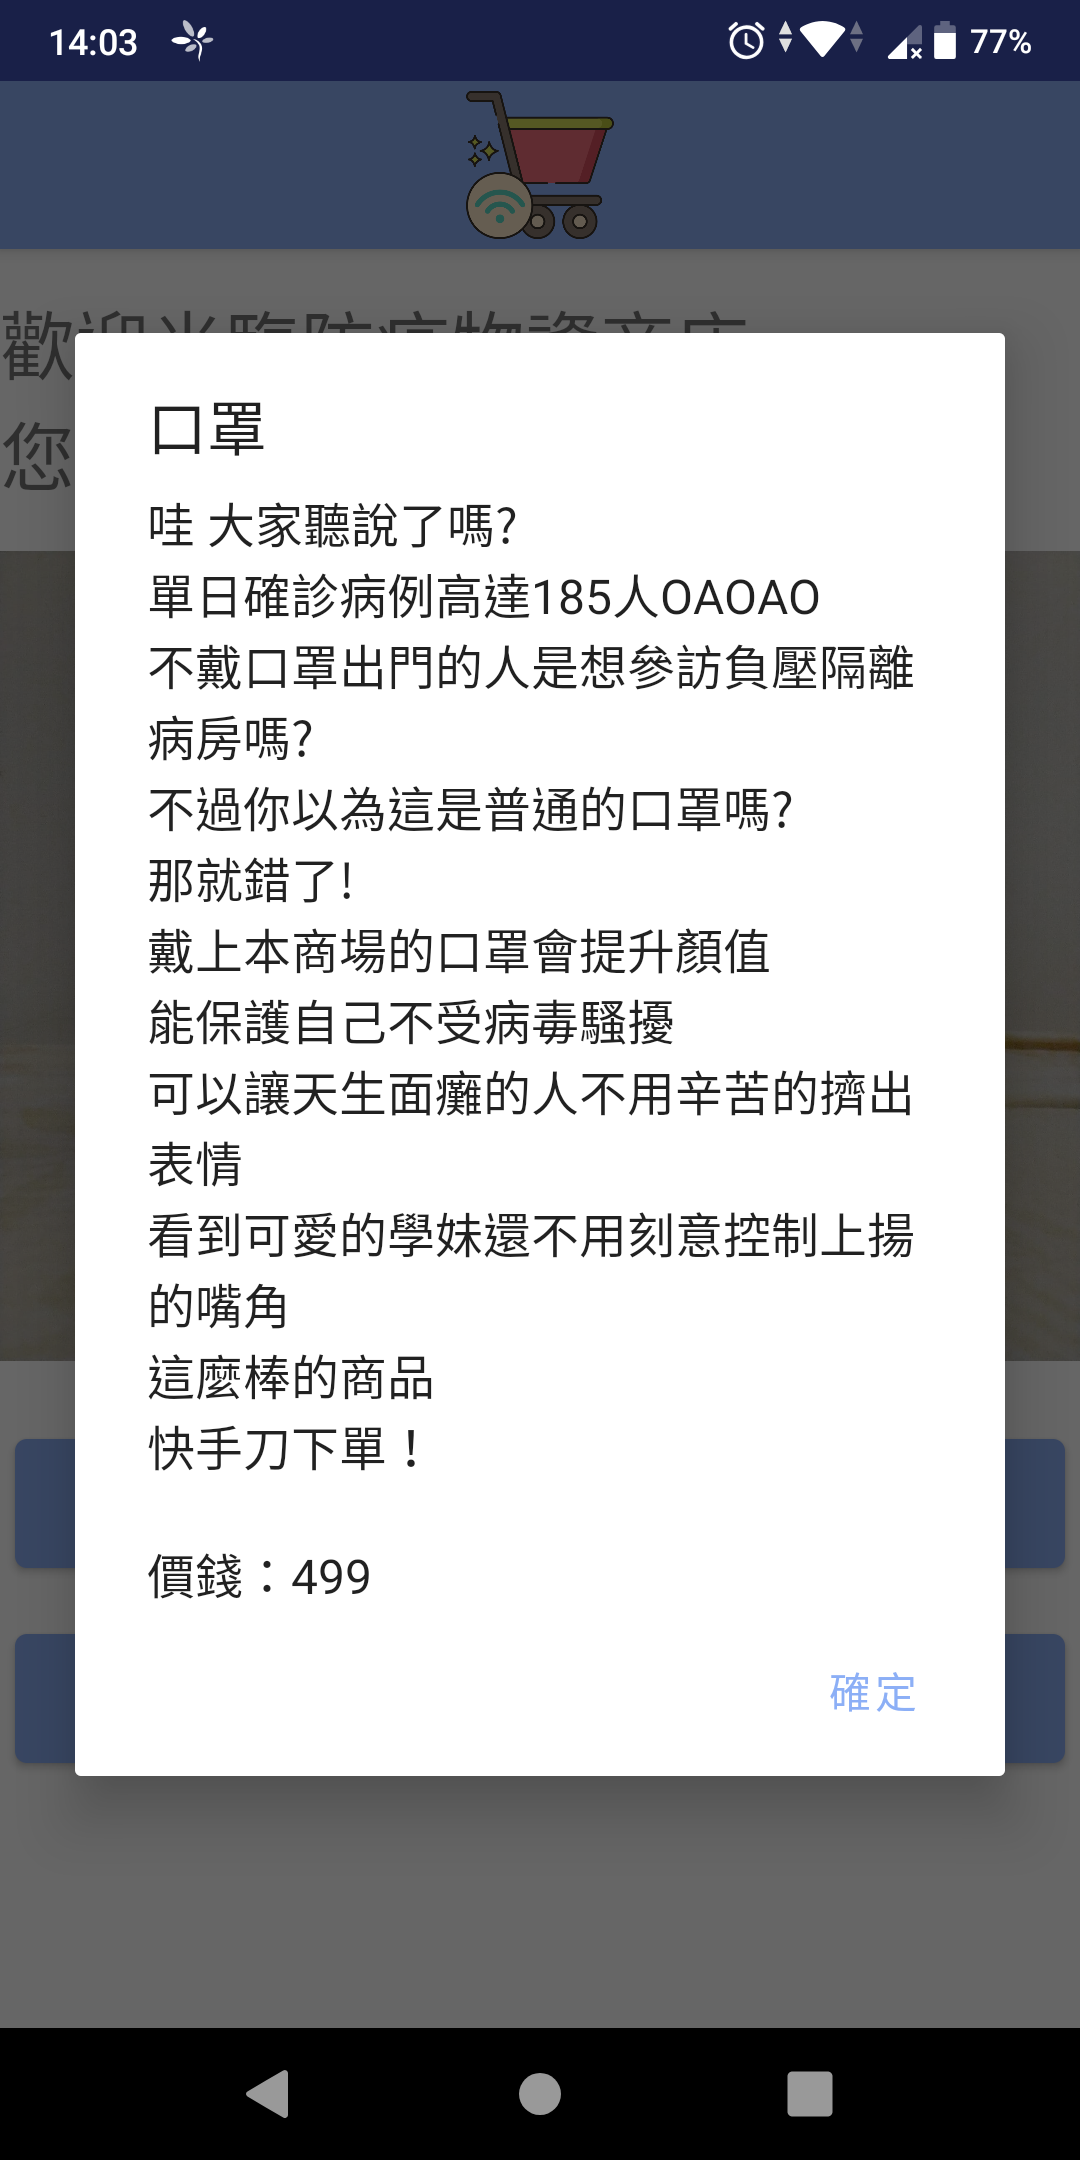 14:03
77%
口罩
哇 大家聽說了嗎?
單日確診病例高達185人OAOAO
不戴口罩出門的人是想參訪負壓隔離
病房嗎?
不過你以為這是普通的口罩嗎?
那就錯了!
戴上本商場的口罩會提升顏值
能保護自己不受病毒騷擾
可以讓天生面癱的人不用辛苦的擠出
表情
看到可愛的學妹還不用刻意控制上揚
的嘴角
這麼棒的商品
快手刀下單！
價錢：499
確定
歡
您